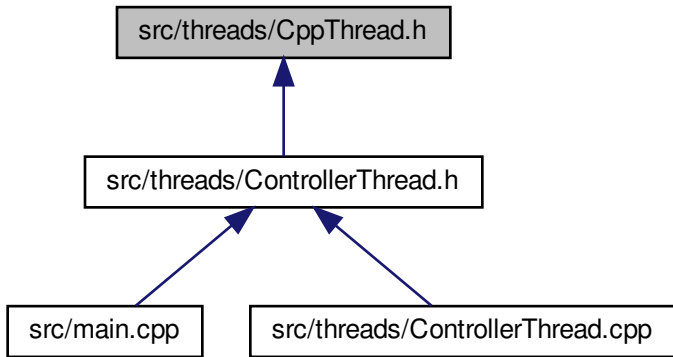 src/threads/CppThread.h
src/threads/ControllerThread.h
src/main.cpp
src/threads/ControllerThread.cpp